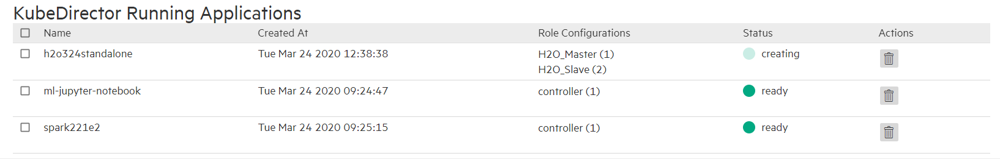 KubeDirector Running Applications
Name Created At Role Configurations Status Actions
h2o324standalone Tue Mar 24 2020 12:38:38 H2O_Master (1) creating
H2O_Slave (2)
ml-jupyter-notebook Tue Mar 24 2020 09:24:47 controller (1) ready
spark221e2 Tue Mar 24 2020 09:25:15 controller (1) ready